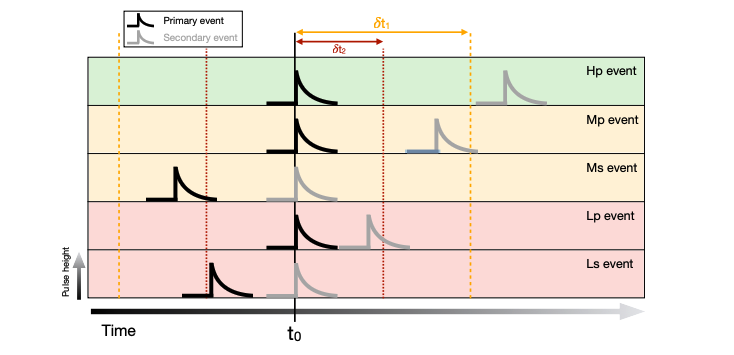 Primary event
Secondary event
δt₁
δt₂
Hp event
Mp event
Ms event
Lp event
Ls event
Pulse height
Time
t₀